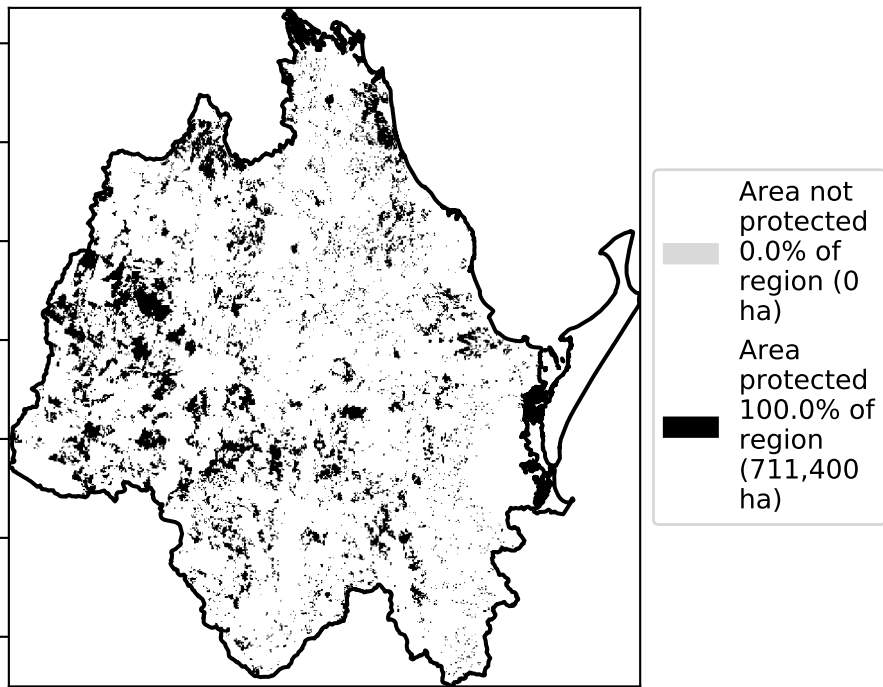 Area not
protected
0.0% of
region (0
ha)
Area
protected
100.0% of
region
(711,400
ha)